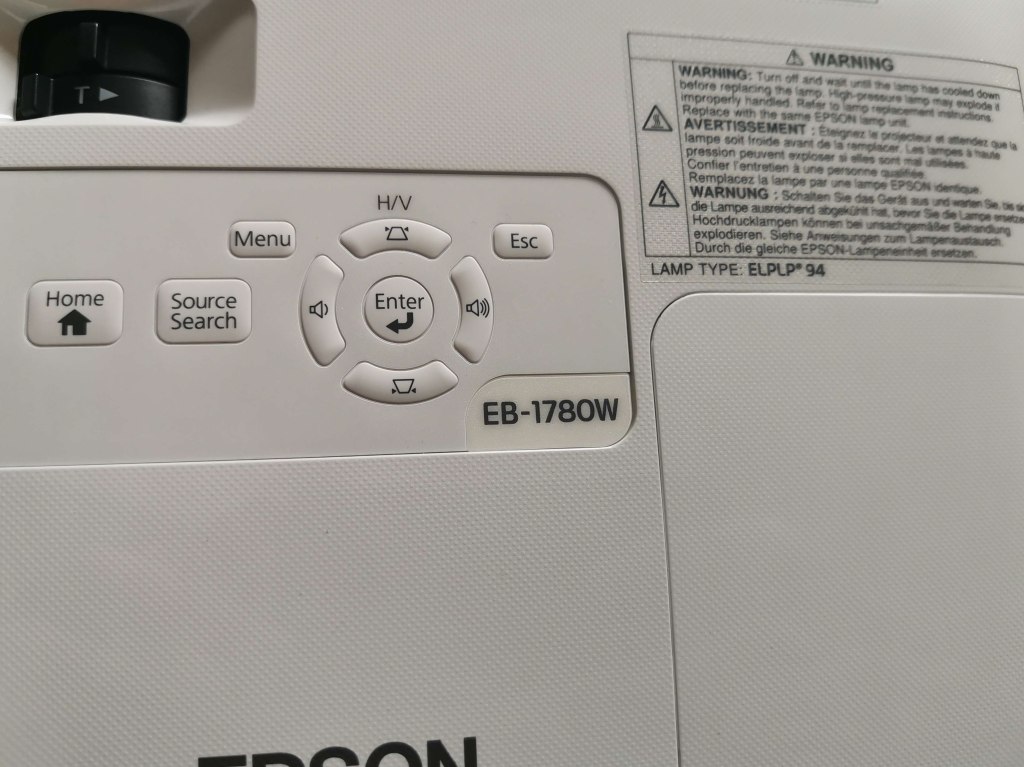 T
WARNING
WARNING: Turn off and wait until the lamp has cooled down
before replacing the lamp. High-pressure lamp may explode if
improperly handled. Refer to lamp replacement instructions.
Replace with the same EPSON lamp unit.
AVERTISSEMENT : Éteignez le projecteur et attendez que la
lampe soit froide avant de la remplacer. Les lampes à haute
pression peuvent exploser si elles sont mal utilisées.
Confier l'entretien à une personne qualifiée.
Remplacez la lampe par une lampe EPSON identique.
WARNUNG : Schalten Sie das Gerät aus und warten Sie, bis
die Lampe ausreichend abgekühlt hat, bevor Sie die Lampe
Hochdrucklampen können bei unsachgemäßer Behandlung
explodieren. Siehe Anweisungen zum Lampenaustausch.
Durch die gleiche EPSON-Lampeneinheit ersetzen.
LAMP TYPE: ELPLP 94
H/V
Menu
Esc
Home
Source
Search
Enter
EB-1780W
EPSON